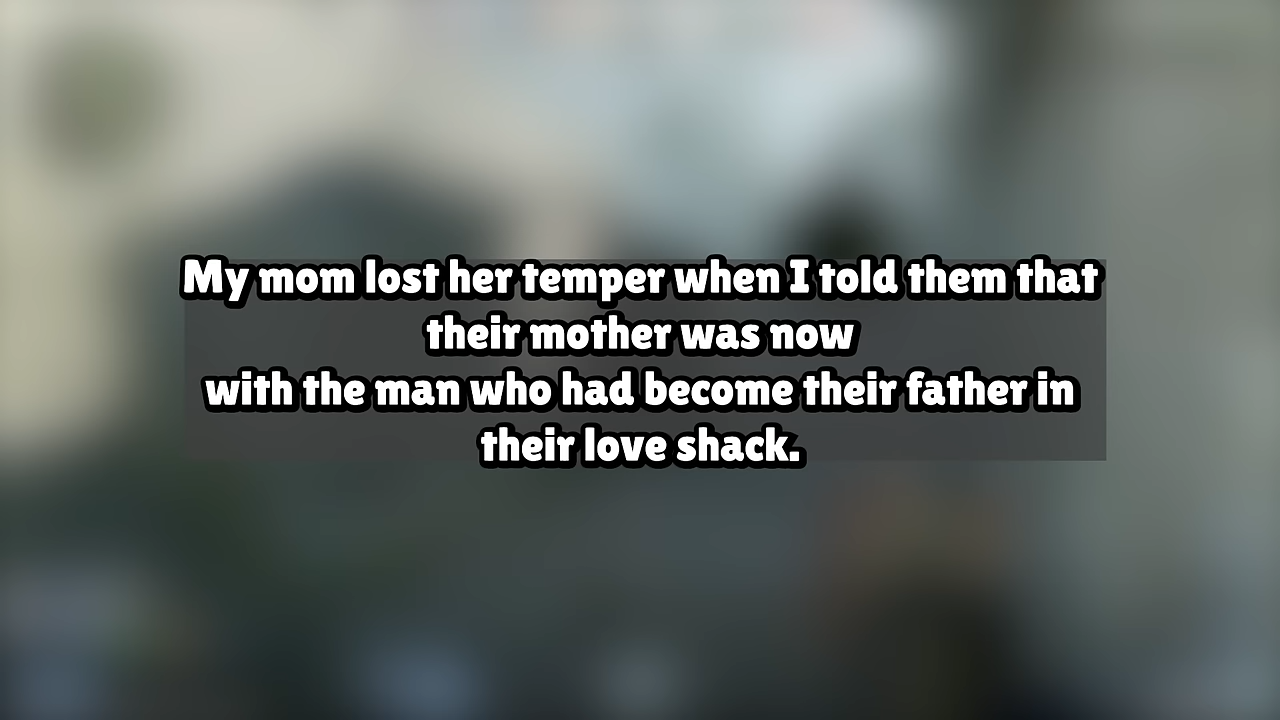 My mom lost her temper when I told them that
their mother was now
with the man who had become their father in
their love shack.